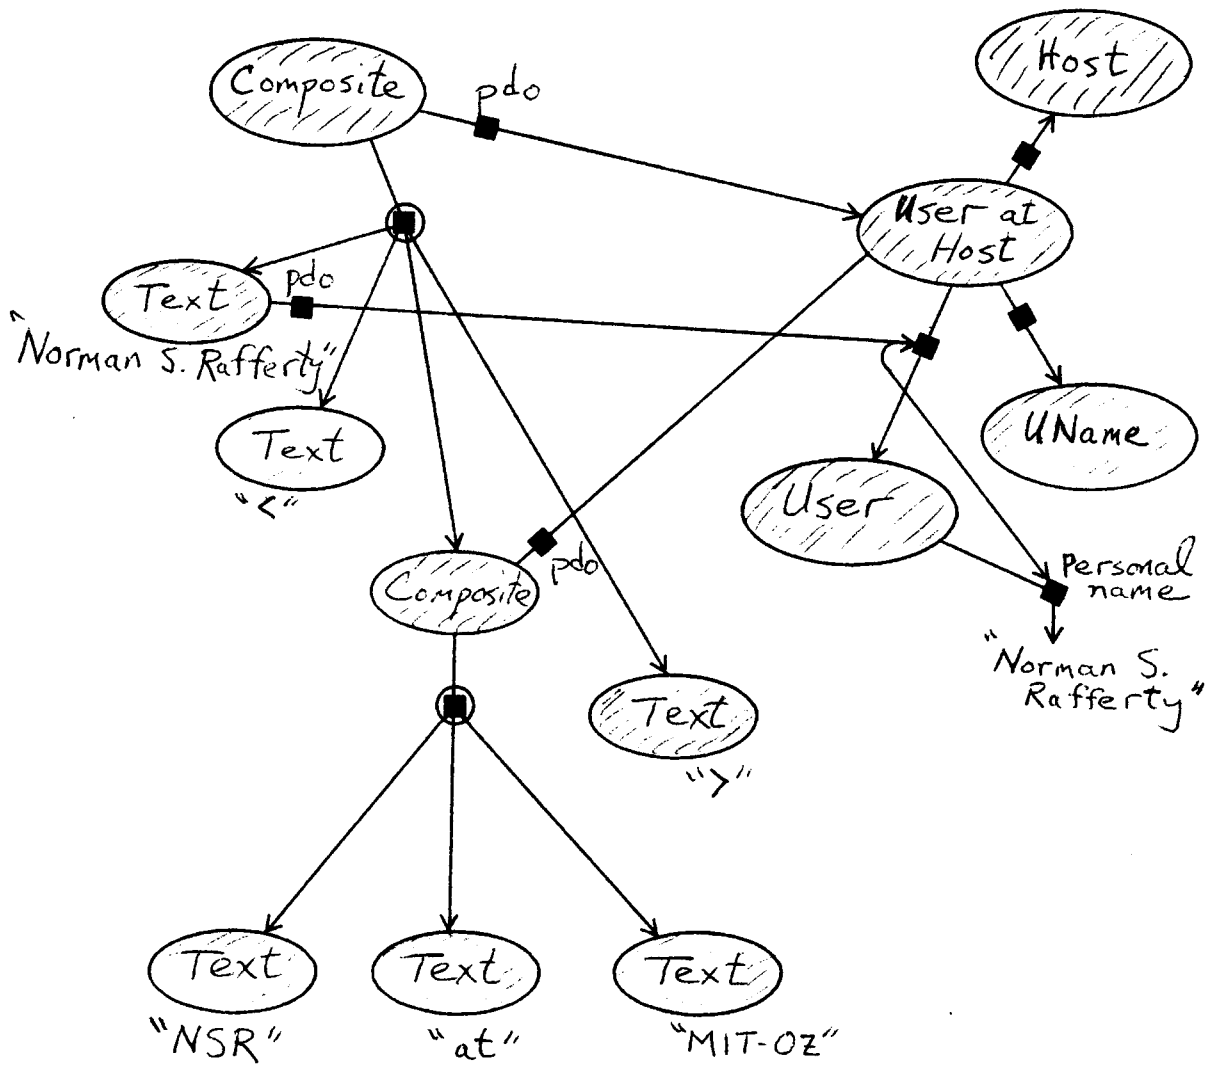 Composite
pdo
Host
User at
Host
Text
pdo
"Norman S. Rafferty"
Text
"<"
UName
User
Composite
pdo
personal
name
"Norman S.
Rafferty"
Text
">"
Text
Text
Text
"NSR"
"at"
"MIT-OZ"